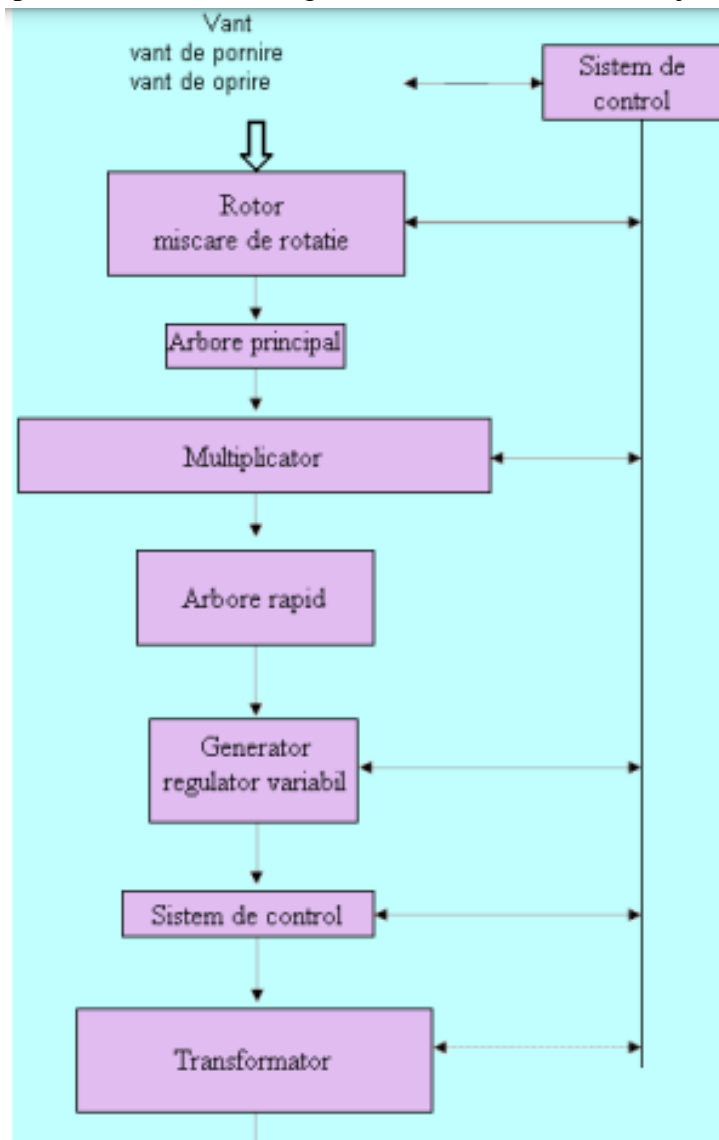 Vant
vant de pornire
vant de oprire
Sistem de
control
Rotor
miscare de rotatie
Arbore principal
Multiplicator
Arbore rapid
Generator
regulator variabil
Sistem de control
Transformator